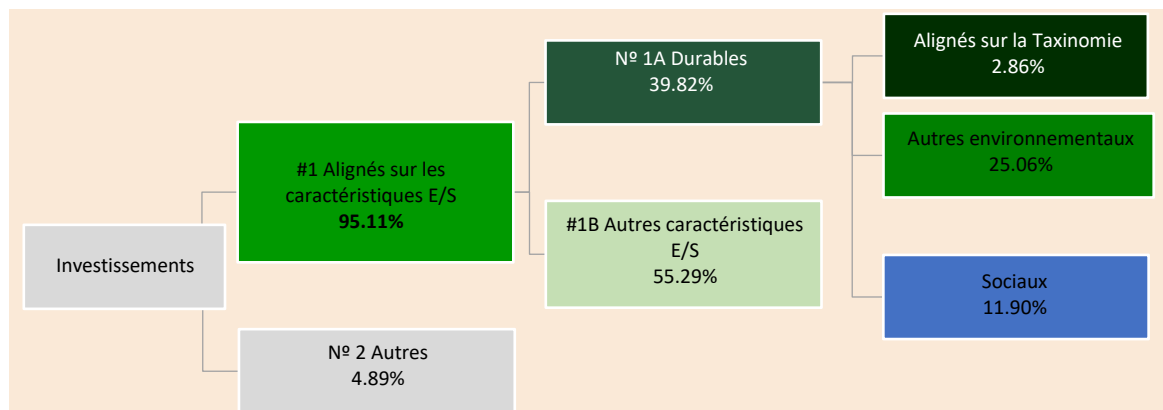 Investissements
#1 Alignés sur les
caractéristiques E/S
95.11%
Nº 2 Autres
4.89%
Nº 1A Durables
39.82%
#1B Autres caractéristiques
E/S
55.29%
Alignés sur la Taxinomie
2.86%
Autres environnementaux
25.06%
Sociaux
11.90%